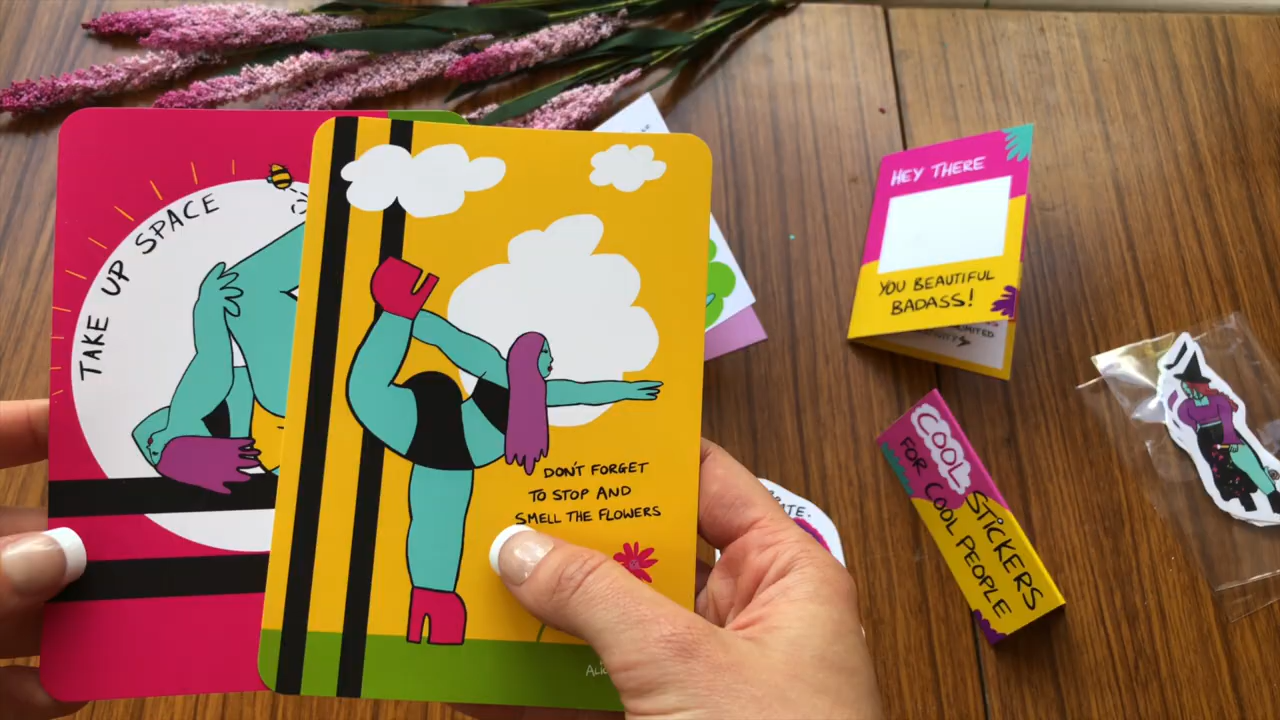 TAKE UP SPACE
DON'T FORGET
TO STOP AND
SMELL THE FLOWERS
HEY THERE
YOU BEAUTIFUL
BADASS!
COOL
STICKERS
FOR COOL PEOPLE